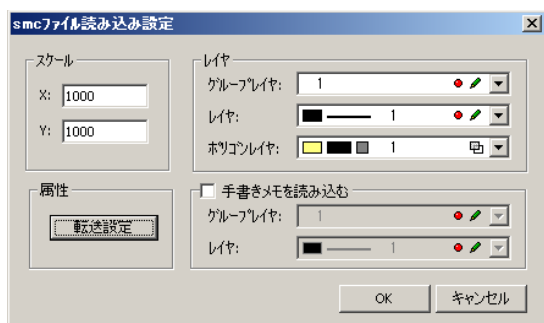 smcﾌｧｲﾙ読み込み設定
スケール
X: 1000
Y: 1000
レイヤ
ｸﾞﾙｰﾌﾟﾚｲﾔ: 1
ﾚｲﾔ: 1
ﾎﾟﾘｺﾞﾝﾚｲﾔ: 1
属性
転送設定
手書きメモを読み込む
ｸﾞﾙｰﾌﾟﾚｲﾔ: 1
ﾚｲﾔ: 1
OK
キャンセル